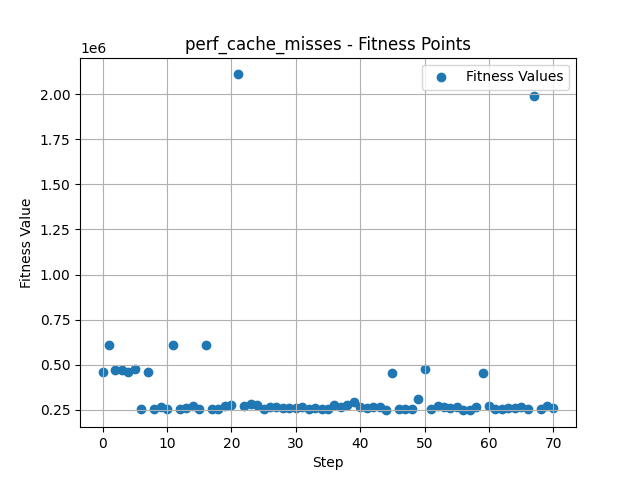 perf_cache_misses - Fitness Points
1e6
Fitness Values
2.00
1.75
1.50
1.25
1.00
0.75
0.50
0.25
Fitness Value
0 10 20 30 40 50 60 70
Step